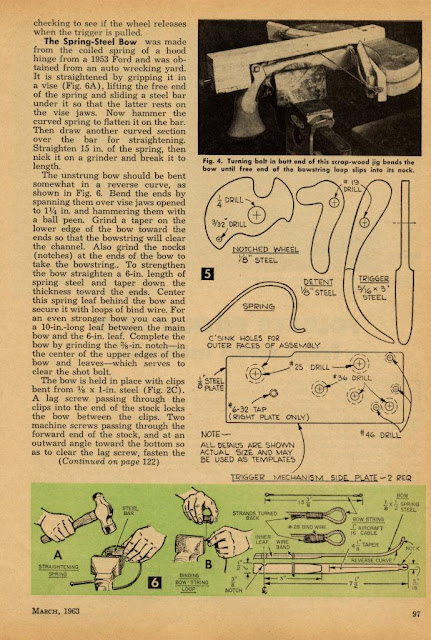 checking to see if the wheel releases
when the trigger is pulled.
The Spring-Steel Bow was made
from the coiled spring of a hood
hinge from a 1953 Ford and was ob-
tained from an auto wrecking yard.
It is straightened by gripping it in
a vise (Fig. 6A), lifting the free end
of the spring and sliding a steel bar
under it so that the latter rests on
the vise jaws. Now hammer the
curved spring to flatten it on the bar.
Then draw another curved section
over the bar for straightening.
Straighten 15 in. of the spring, then
nick it on a grinder and break it to
length.
The unstrung bow should be bent
somewhat in a reverse curve, as
shown in Fig. 6. Bend the ends by
spanning them over vise jaws opened
to 1¼ in. and hammering them with
a ball peen. Grind a taper on the
lower edge of the bow toward the
ends so that the bowstring will clear
the channel. Also grind the nocks
(notches) at the ends of the bow to
take the bowstring.. To strengthen
the bow straighten a 6-in. length of
spring steel and taper down the
thickness toward the ends. Center
this spring leaf behind the bow and
secure it with loops of bind wire. For
an even stronger bow you can put
a 10-in.-long leaf between the main
bow and the 6-in. leaf. Complete the
bow by grinding the ⅜-in. notch—in
the center of the upper edges of the
bow and leaves—which serves to
clear the shot bolt.
The bow is held in place with clips
bent from ⅛ x 1-in. steel (Fig. 2C).
A lag screw passing through the
clips into the end of the stock locks
the bow between the clips. Two
machine screws passing through the
forward end of the stock, and at an
outward angle toward the bottom so
as to clear the lag screw, fasten the
(Continued on page 122)
Fig. 4. Turning bolt in butt end of this scrap-wood jig bends the
bow until free end of the bowstring loop slips into its nock.
¼ DRILL
9/32" DRILL
# 19
DRILL
NOTCHED WHEEL
⅛" STEEL
5
DETENT
⅛" STEEL
TRIGGER
5/16 x 3"
STEEL
SPRING
C'SINK HOLES FOR
OUTER FACES OF ASSEMBLY
⅛" STEEL
PLATE
#25 DRILL
#36 DRILL
#6-32 TAP
(RIGHT PLATE ONLY)
#46 DRILL
NOTE—
ALL DETAILS ARE SHOWN
ACTUAL SIZE AND MAY
BE USED AS TEMPLATES
TRIGGER MECHANISM SIDE PLATE—2 REQ
STEEL
BAR
A
STRAIGHTENING
SPRING
6
B
BINDING
BOW-STRING
LOOP
STRANDS TURNED
BACK
# 28 BIND WIRE
BOW STRING
AIRCRAFT
CABLE
BOW
SPRING
STEEL
INNER
LEAF
WIRE
BAND
TAPER
NOCK
REVERSE CURVE
3"
NOTCH
MARCH, 1963
97